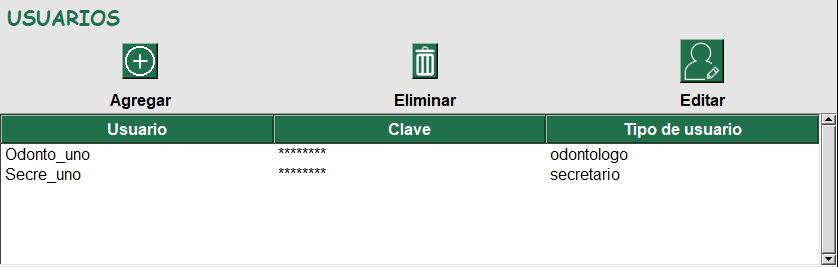 USUARIOS
Agregar Eliminar Editar
Usuario Clave Tipo de usuario
Odonto_uno ******** odontologo
Secre_uno ******** secretario